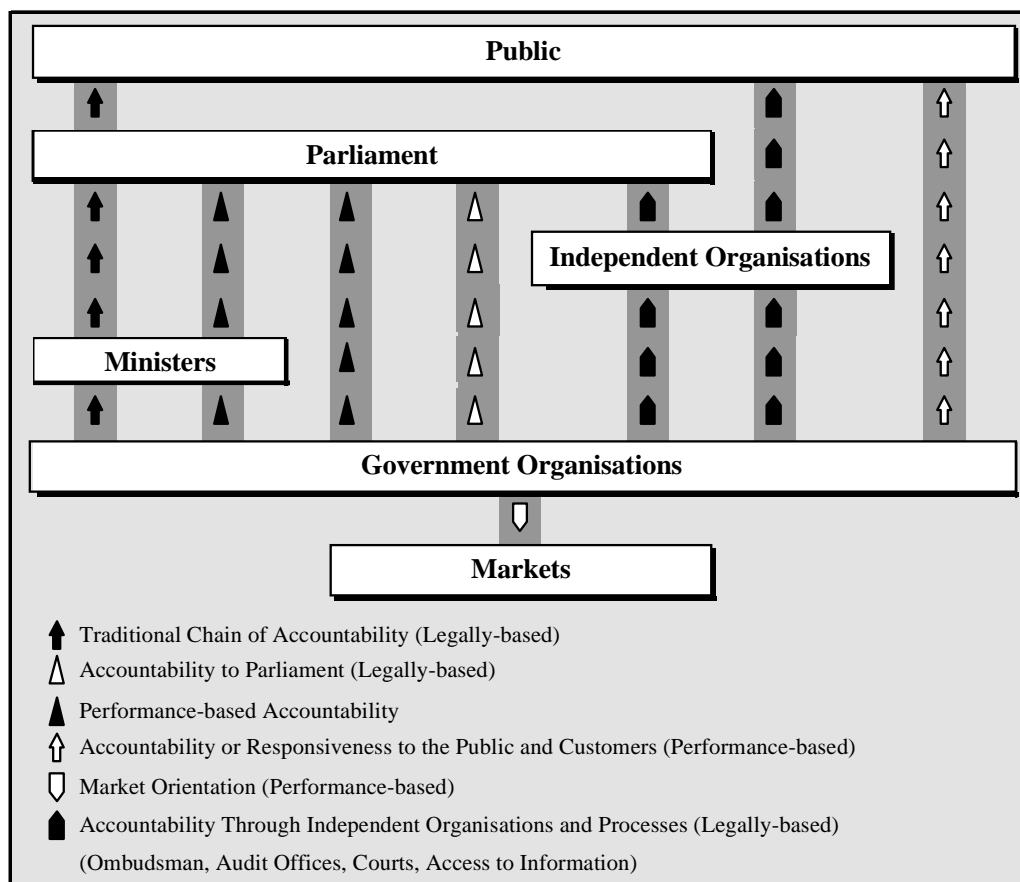 Public
Parliament
Independent Organisations
Ministers
Government Organisations
Markets
Traditional Chain of Accountability (Legally-based)
Accountability to Parliament (Legally-based)
Performance-based Accountability
Accountability or Responsiveness to the Public and Customers (Performance-based)
Market Orientation (Performance-based)
Accountability Through Independent Organisations and Processes (Legally-based)
(Ombudsman, Audit Offices, Courts, Access to Information)